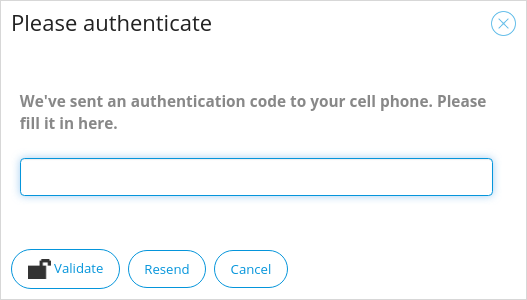 Please authenticate
We've sent an authentication code to your cell phone. Please
fill it in here.
Validate
Resend
Cancel